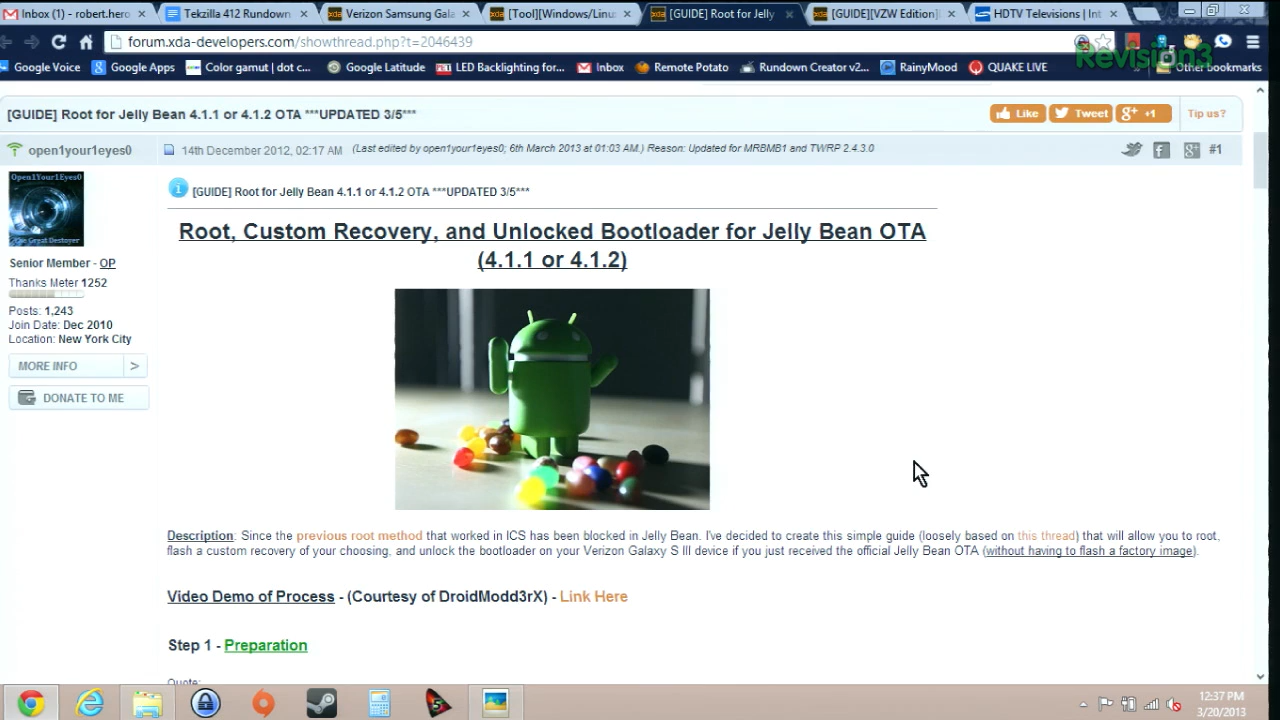 Inbox (1) - robert.hero
Tekzilla 412 Rundown
Verizon Samsung Gala
[Tool][Windows/Linu
[GUIDE] Root for Jelly
[GUIDE][VZW Edition]
HDTV Televisions | Int
forum.xda-developers.com/showthread.php?t=2046439
Revision3
Google Voice
Google Apps
Color gamut | dot c...
Google Latitude
LED Backlighting for...
Inbox
Remote Potato
Rundown Creator v2...
RainyMood
QUAKE LIVE
Other bookmarks
[GUIDE] Root for Jelly Bean 4.1.1 or 4.1.2 OTA ***UPDATED 3/5***
Like
Tweet
g+ +1
Tip us?
open1your1eyes0
14th December 2012, 02:17 AM
(Last edited by open1your1eyes0; 6th March 2013 at 01:03 AM.) Reason: Updated for MRBMB1 and TWRP 2.4.3.0
#1
Open1Your1Eyes0
The Great Destoyer
[GUIDE] Root for Jelly Bean 4.1.1 or 4.1.2 OTA ***UPDATED 3/5***
Root, Custom Recovery, and Unlocked Bootloader for Jelly Bean OTA
(4.1.1 or 4.1.2)
Senior Member - OP
Thanks Meter 1252
Posts: 1,243
Join Date: Dec 2010
Location: New York City
MORE INFO >
DONATE TO ME
Description: Since the previous root method that worked in ICS has been blocked in Jelly Bean. I've decided to create this simple guide (loosely based on this thread) that will allow you to root,
flash a custom recovery of your choosing, and unlock the bootloader on your Verizon Galaxy S III device if you just received the official Jelly Bean OTA (without having to flash a factory image).
Video Demo of Process - (Courtesy of DroidModd3rX) - Link Here
Step 1 - Preparation
Quote:
12:37 PM
3/20/2013